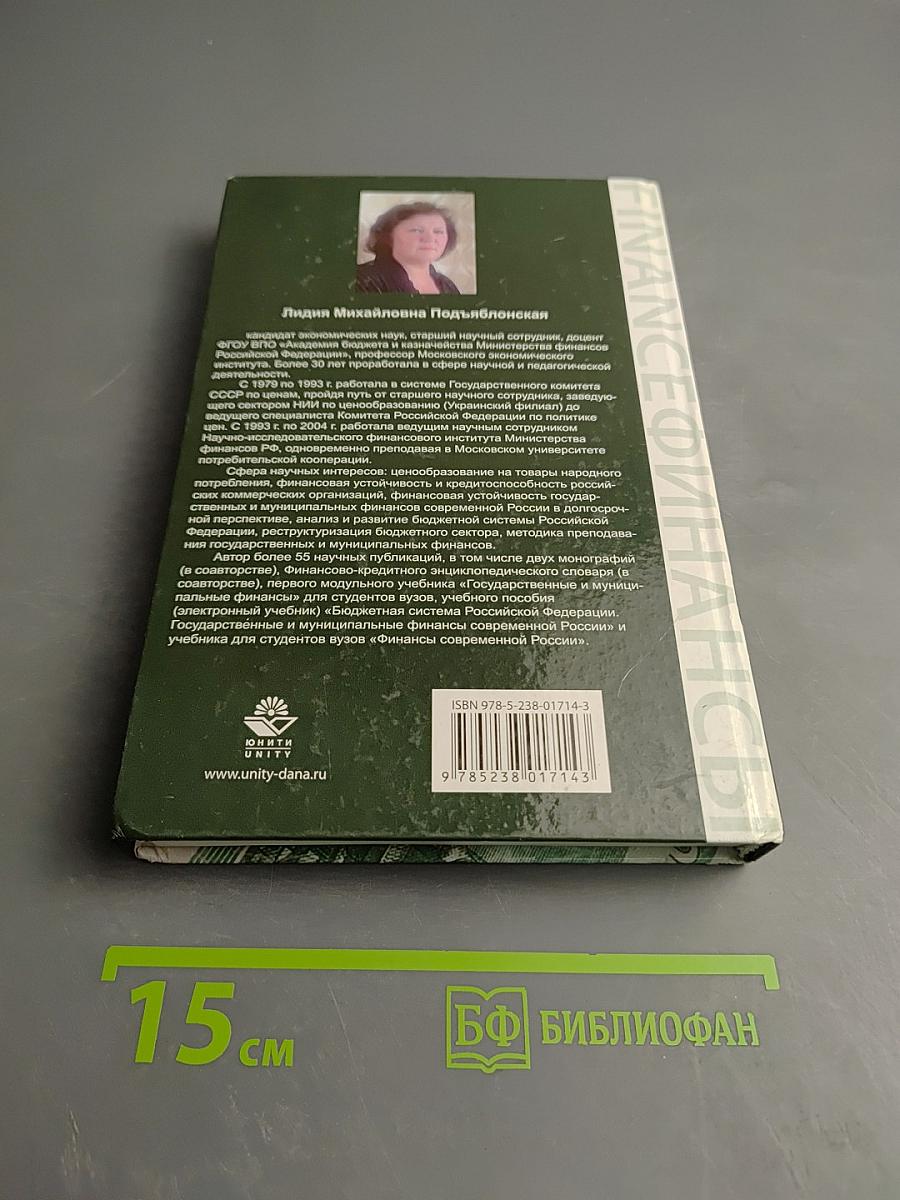 Лидия Михайловна Подъяблонская
кандидат экономических наук, старший научный сотрудник, доцент
ФГОУ ВПО «Академия бюджета и казначейства Министерства финансов
Российской Федерации», профессор Московского экономического
института. Более 30 лет проработала в сфере научной и педагогической
деятельности.
С 1979 по 1993 г. работала в системе Государственного комитета
СССР по ценам, пройдя путь от старшего научного сотрудника, заведую-
щего сектором НИИ по ценообразованию (Украинский филиал) до
ведущего специалиста Комитета Российской Федерации по политике
цен. С 1993 г. по 2004 г. работала ведущим научным сотрудником
Научно-исследовательского финансового института Министерства
финансов РФ, одновременно преподавая в Московском университете
потребительской кооперации.
Сфера научных интересов: ценообразование на товары народного
потребления, финансовая устойчивость и кредитоспособность россий-
ских коммерческих организаций, финансовая устойчивость государ-
ственных и муниципальных финансов современной России в долгосроч-
ной перспективе, анализ и развитие бюджетной системы Российской
Федерации, реструктуризация бюджетного сектора, методика преподава-
ния государственных и муниципальных финансов.
Автор более 55 научных публикаций, в том числе двух монографий
(в соавторстве), Финансово-кредитного энциклопедического словаря (в
соавторстве), первого модульного учебника «Государственные и муници-
пальные финансы» для студентов вузов, учебного пособия
(электронный учебник) «Бюджетная система Российской Федерации.
Государственные и муниципальные финансы современной России» и
учебника для студентов вузов «Финансы современной России».
FINANCEФИНАНСЫ
ЮНИТИ
UNITY
www.unity-dana.ru
ISBN 978-5-238-01714-3
9 785238 017143
15 см
БФ БИБЛИОФАН